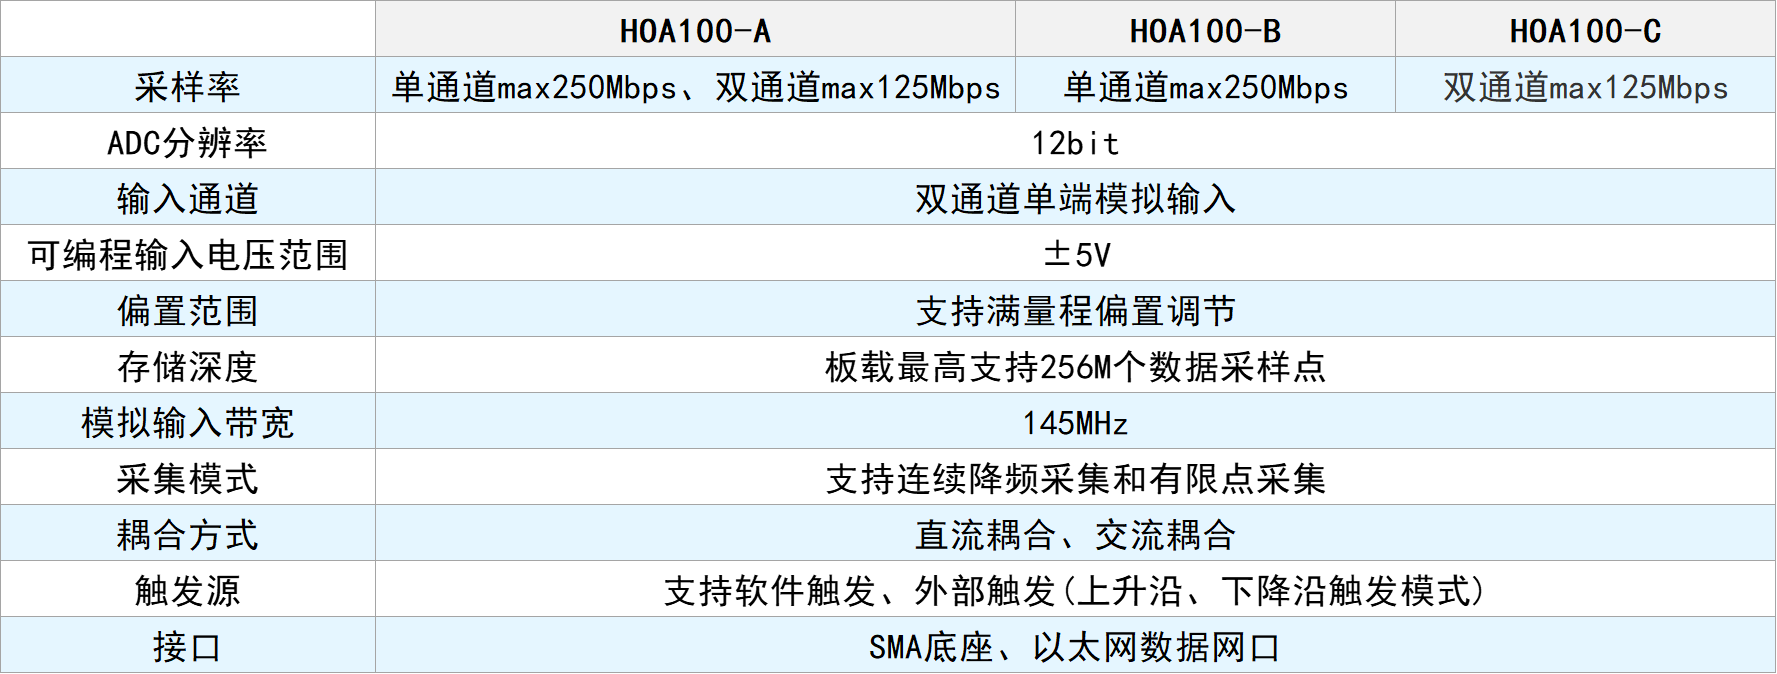 HOA100-A HOA100-B HOA100-C
采样率 单通道max250Mbps、双通道max125Mbps 单通道max250Mbps 双通道max125Mbps
ADC分辨率 12bit
输入通道 双通道单端模拟输入
可编程输入电压范围 ±5V
偏置范围 支持满量程偏置调节
存储深度 板载最高支持256M个数据采样点
模拟输入带宽 145MHz
采集模式 支持连续降频采集和有限点采集
耦合方式 直流耦合、交流耦合
触发源 支持软件触发、外部触发(上升沿、下降沿触发模式)
接口 SMA底座、以太网数据网口